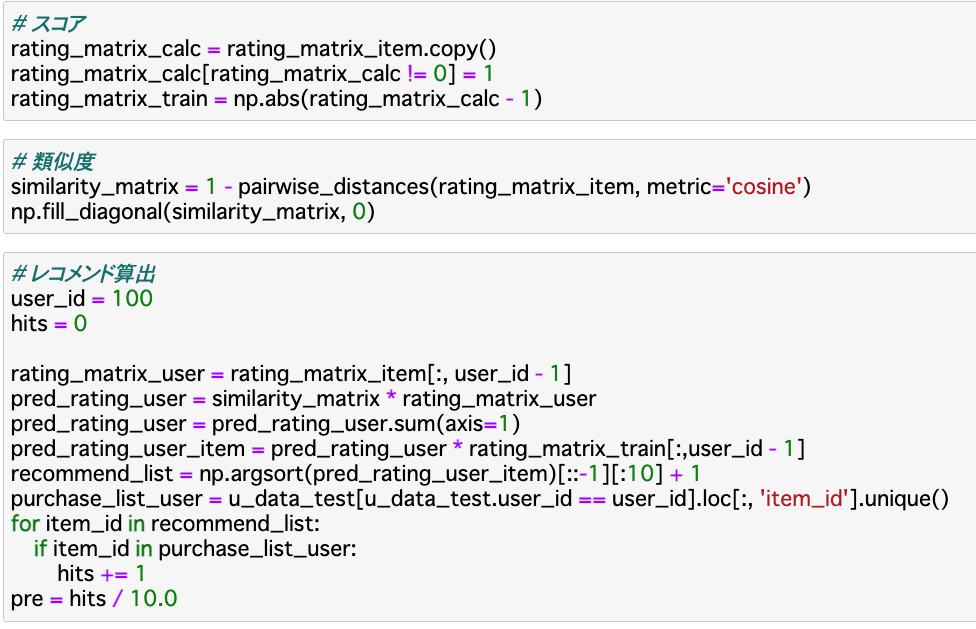 # スコア
rating_matrix_calc = rating_matrix_item.copy()
rating_matrix_calc[rating_matrix_calc != 0] = 1
rating_matrix_train = np.abs(rating_matrix_calc - 1)
# 類似度
similarity_matrix = 1 - pairwise_distances(rating_matrix_item, metric='cosine')
np.fill_diagonal(similarity_matrix, 0)
# レコメンド算出
user_id = 100
hits = 0
rating_matrix_user = rating_matrix_item[:, user_id - 1]
pred_rating_user = similarity_matrix * rating_matrix_user
pred_rating_user = pred_rating_user.sum(axis=1)
pred_rating_user_item = pred_rating_user * rating_matrix_train[:,user_id - 1]
recommend_list = np.argsort(pred_rating_user_item)[::-1][:10] + 1
purchase_list_user = u_data_test[u_data_test.user_id == user_id].loc[:, 'item_id'].unique()
for item_id in recommend_list:
    if item_id in purchase_list_user:
        hits += 1
pre = hits / 10.0